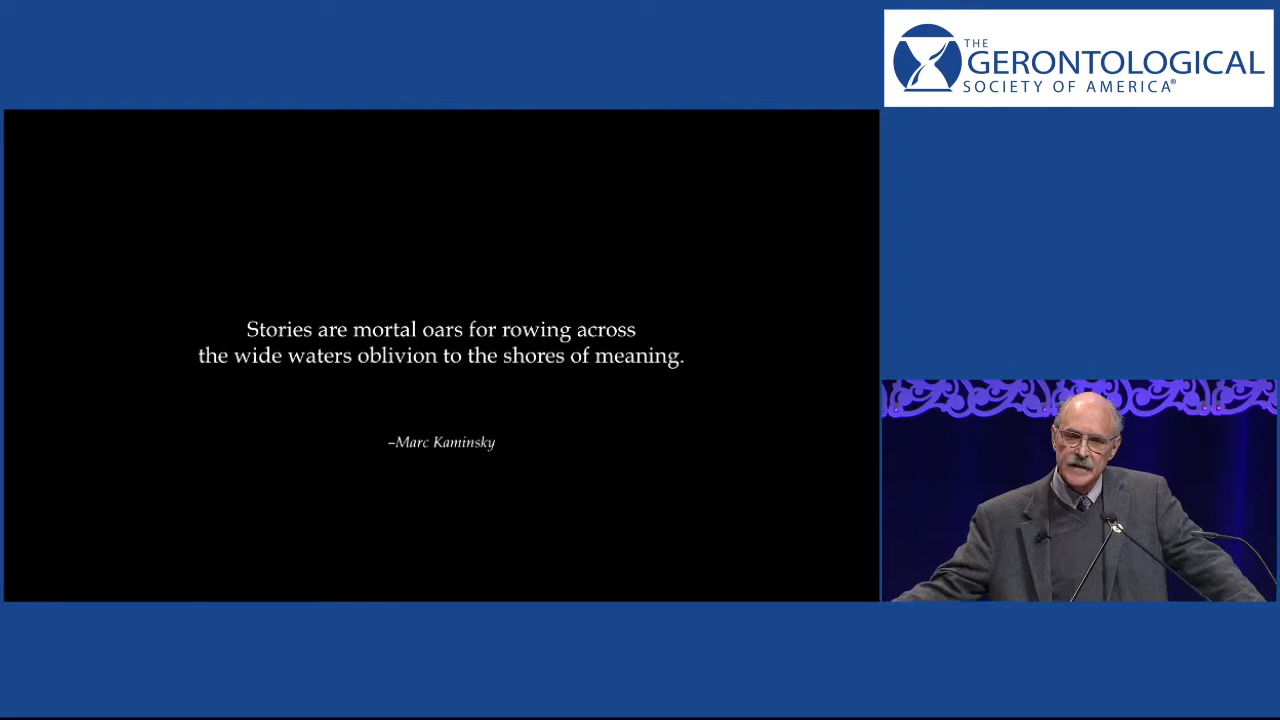 THE
GERONTOLOGICAL
SOCIETY OF AMERICA®
Stories are mortal oars for rowing across
the wide waters oblivion to the shores of meaning.
–Marc Kaminsky